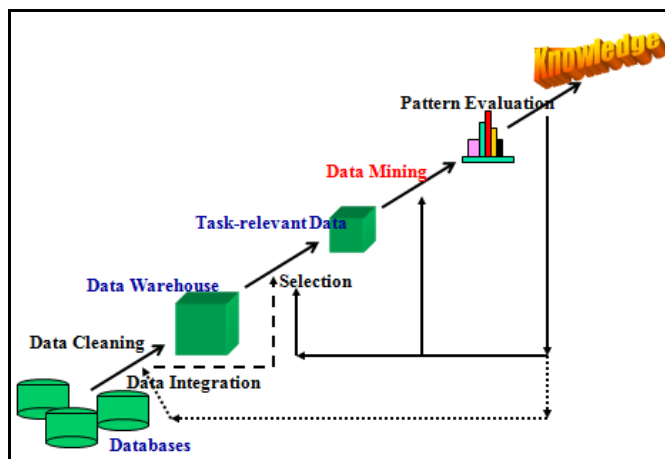 Knowledge
Pattern Evaluation
Data Mining
Task-relevant Data
Selection
Data Warehouse
Data Cleaning
Data Integration
Databases